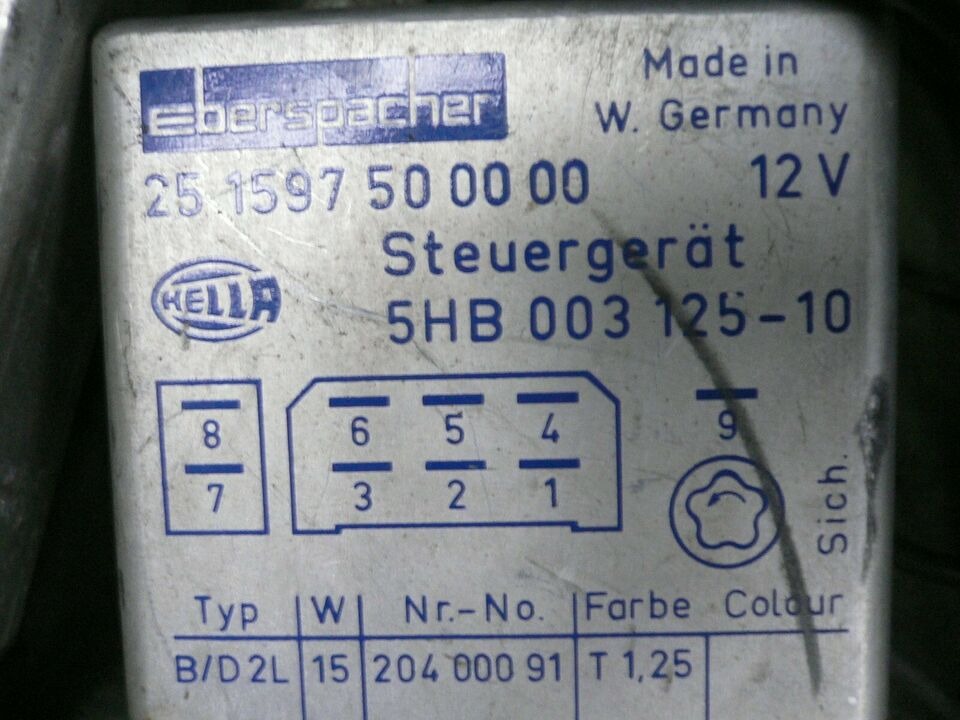 Eberspächer
Made in
W. Germany
25 1597 50 00 00 12 V
Steuergerät
HELLA
5HB 003 125-10
8 6 5 4 9
7 3 2 1
Sich.
Typ W Nr.-No. Farbe Colour
B/D2L 15 204 000 91 T 1,25